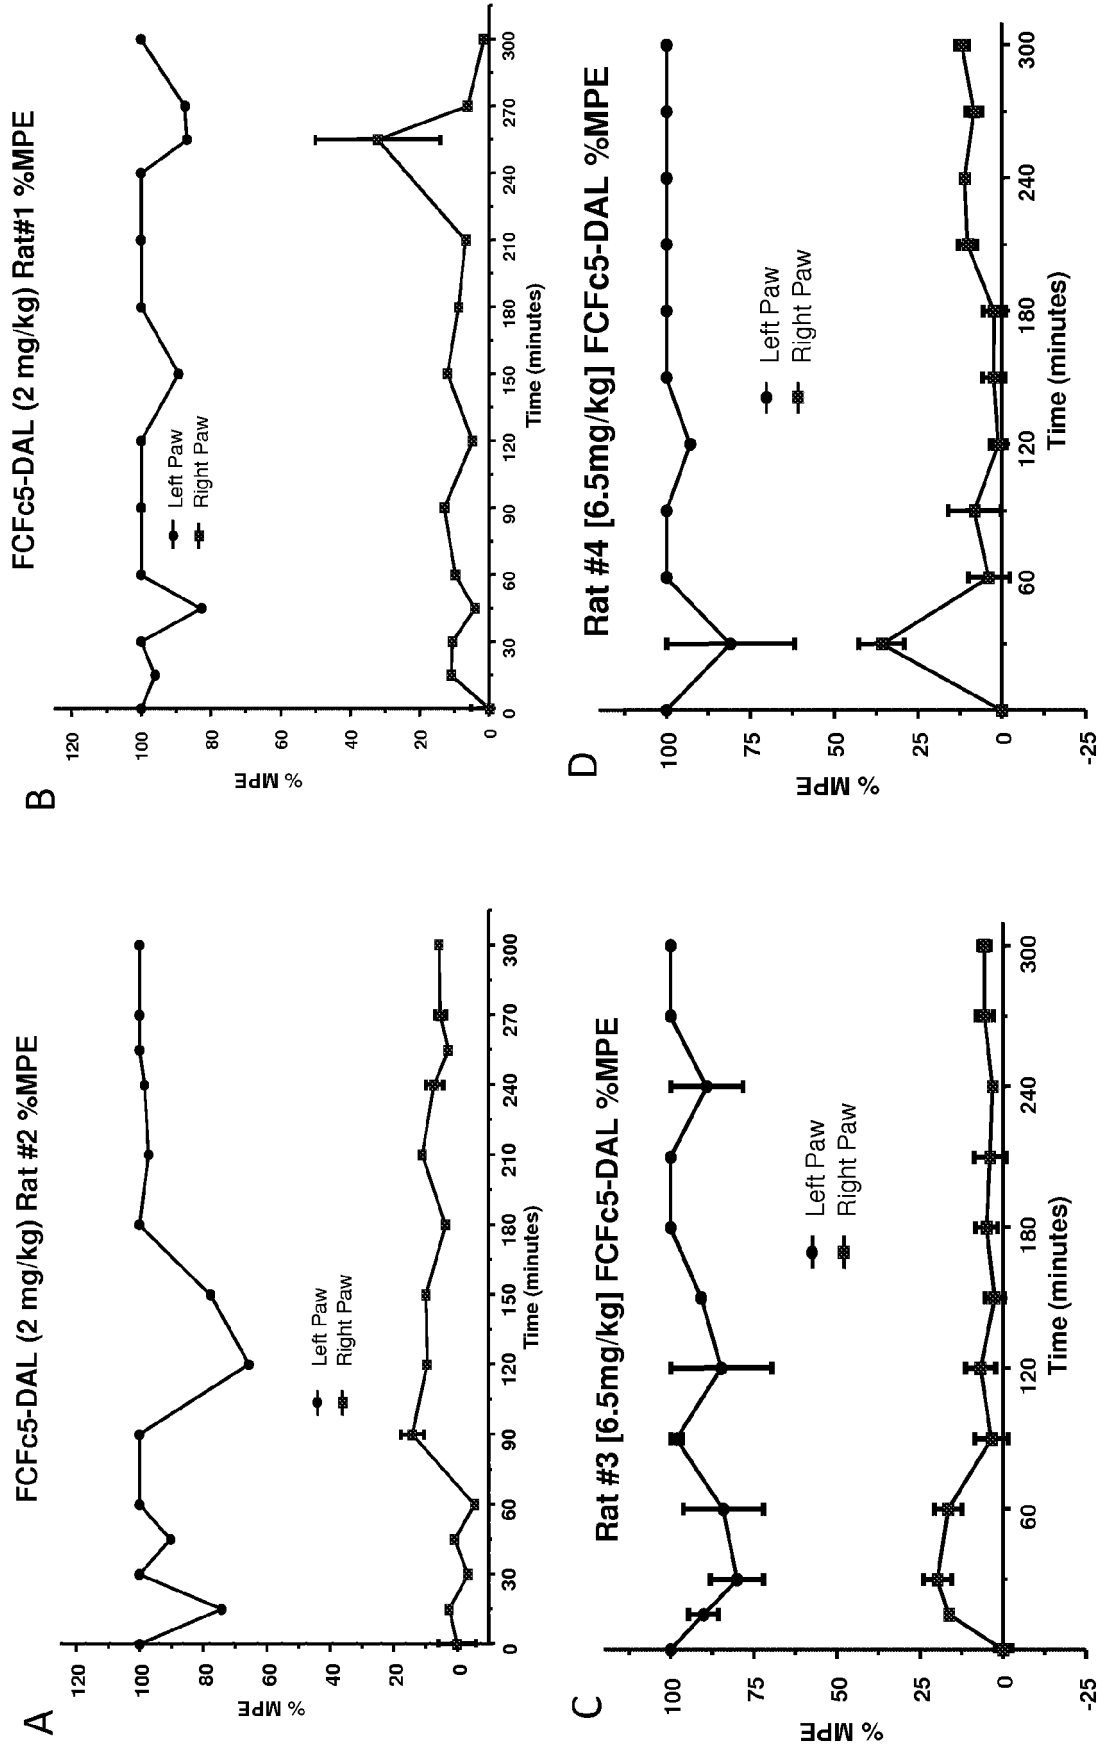 A
FCFc5-DAL (2 mg/kg) Rat #2 %MPE
% MPE
120
100
80
60
40
20
0
0 30 60 90 120 150 180 210 240 270 300
Time (minutes)
Left Paw
Right Paw
B
FCFc5-DAL (2 mg/kg) Rat#1 %MPE
% MPE
120
100
80
60
40
20
0
0 30 60 90 120 150 180 210 240 270 300
Time (minutes)
Left Paw
Right Paw
C
Rat #3 [6.5mg/kg] FCFc5-DAL %MPE
% MPE
100
75
50
25
0
-25
60 120 180 240 300
Time (minutes)
Left Paw
Right Paw
D
Rat #4 [6.5mg/kg] FCFc5-DAL %MPE
% MPE
100
75
50
25
0
-25
60 120 180 240 300
Time (minutes)
Left Paw
Right Paw